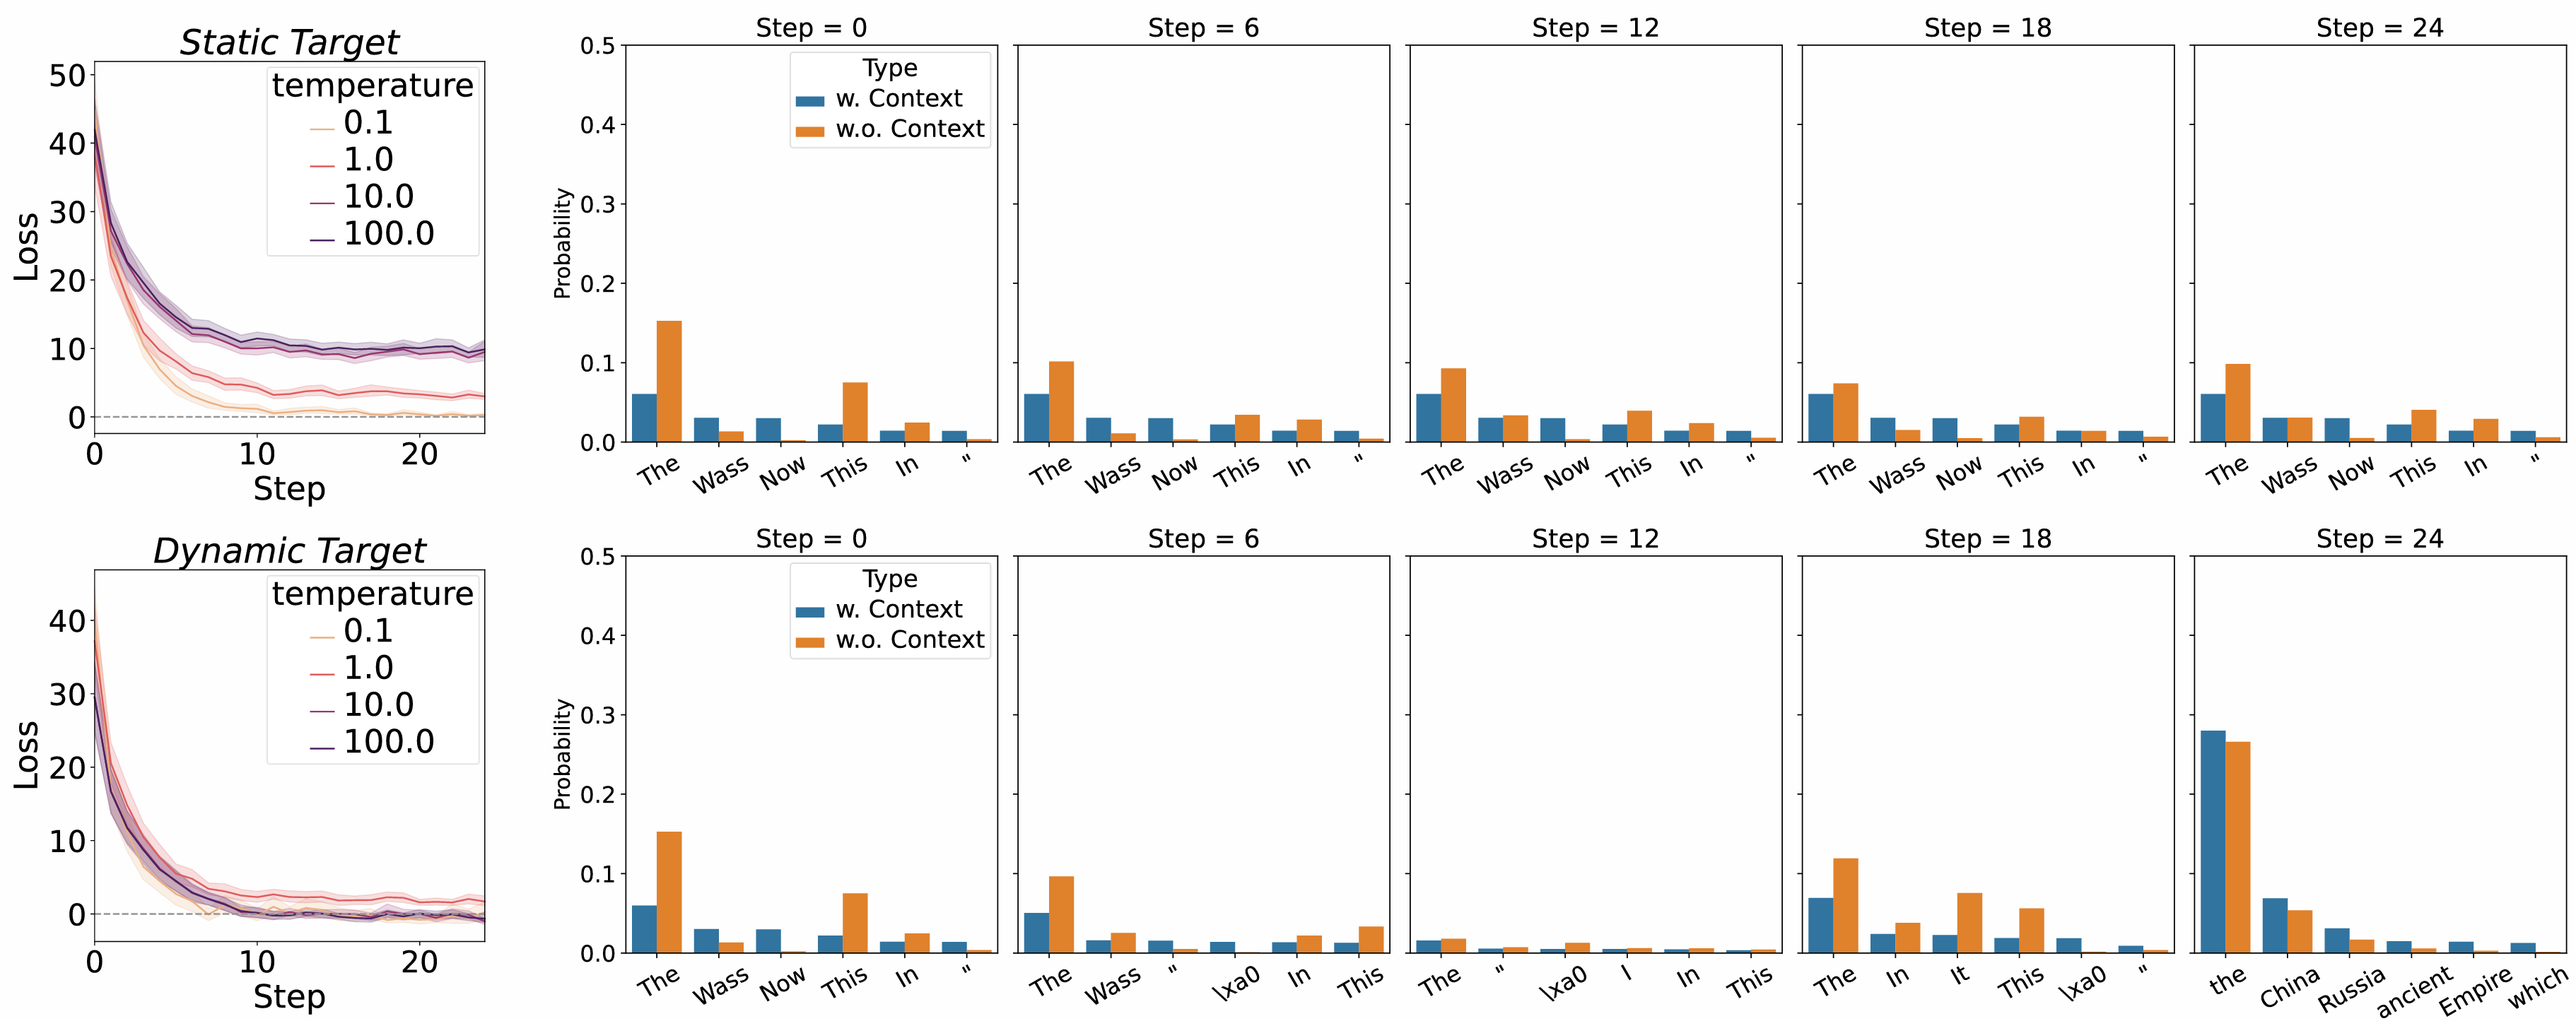 Static Target
Loss
50
40
30
20
10
0
0 10 20
Step
temperature
0.1
1.0
10.0
100.0
Step = 0
Probability
0.5
0.4
0.3
0.2
0.1
0.0
Type
w. Context
w.o. Context
The Wass Now This In "
Step = 6
The Wass Now This In "
Step = 12
The Wass Now This In "
Step = 18
The Wass Now This In "
Step = 24
The Wass Now This In "
Dynamic Target
Loss
40
30
20
10
0
0 10 20
Step
temperature
0.1
1.0
10.0
100.0
Step = 0
Probability
0.5
0.4
0.3
0.2
0.1
0.0
Type
w. Context
w.o. Context
The Wass Now This In "
Step = 6
The Wass " \xa0 In This
Step = 12
The " \xa0 I In This
Step = 18
The In It This \xa0 "
Step = 24
the China Russia ancient Empire which